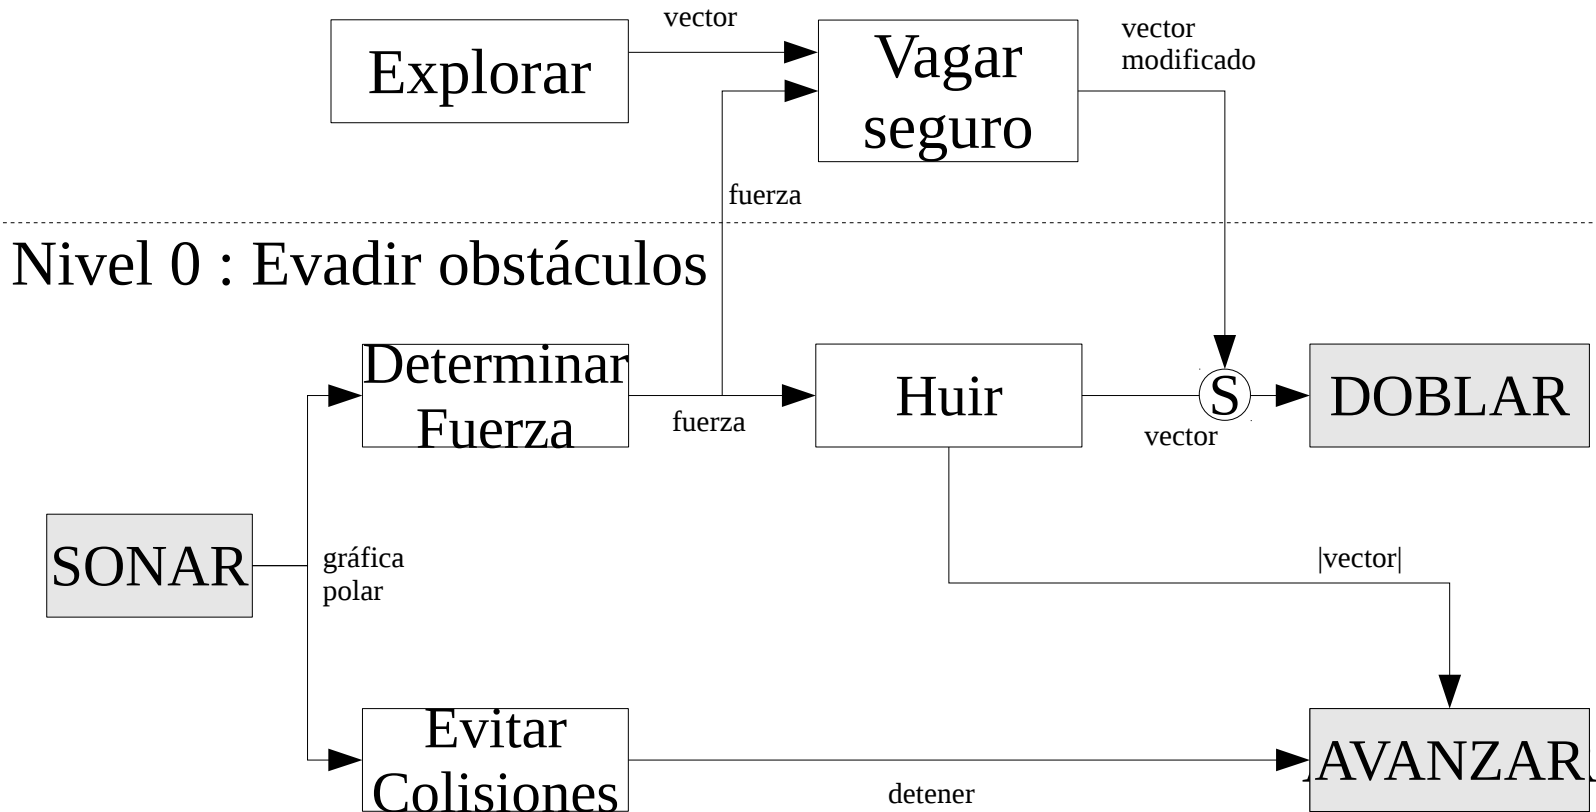 vector
Explorar
Vagar
seguro
vector
modificado
fuerza
Nivel 0 : Evadir obstáculos
Determinar
Fuerza
fuerza
Huir
vector
S
DOBLAR
SONAR
gráfica
polar
|vector|
Evitar
Colisiones
detener
AVANZAR